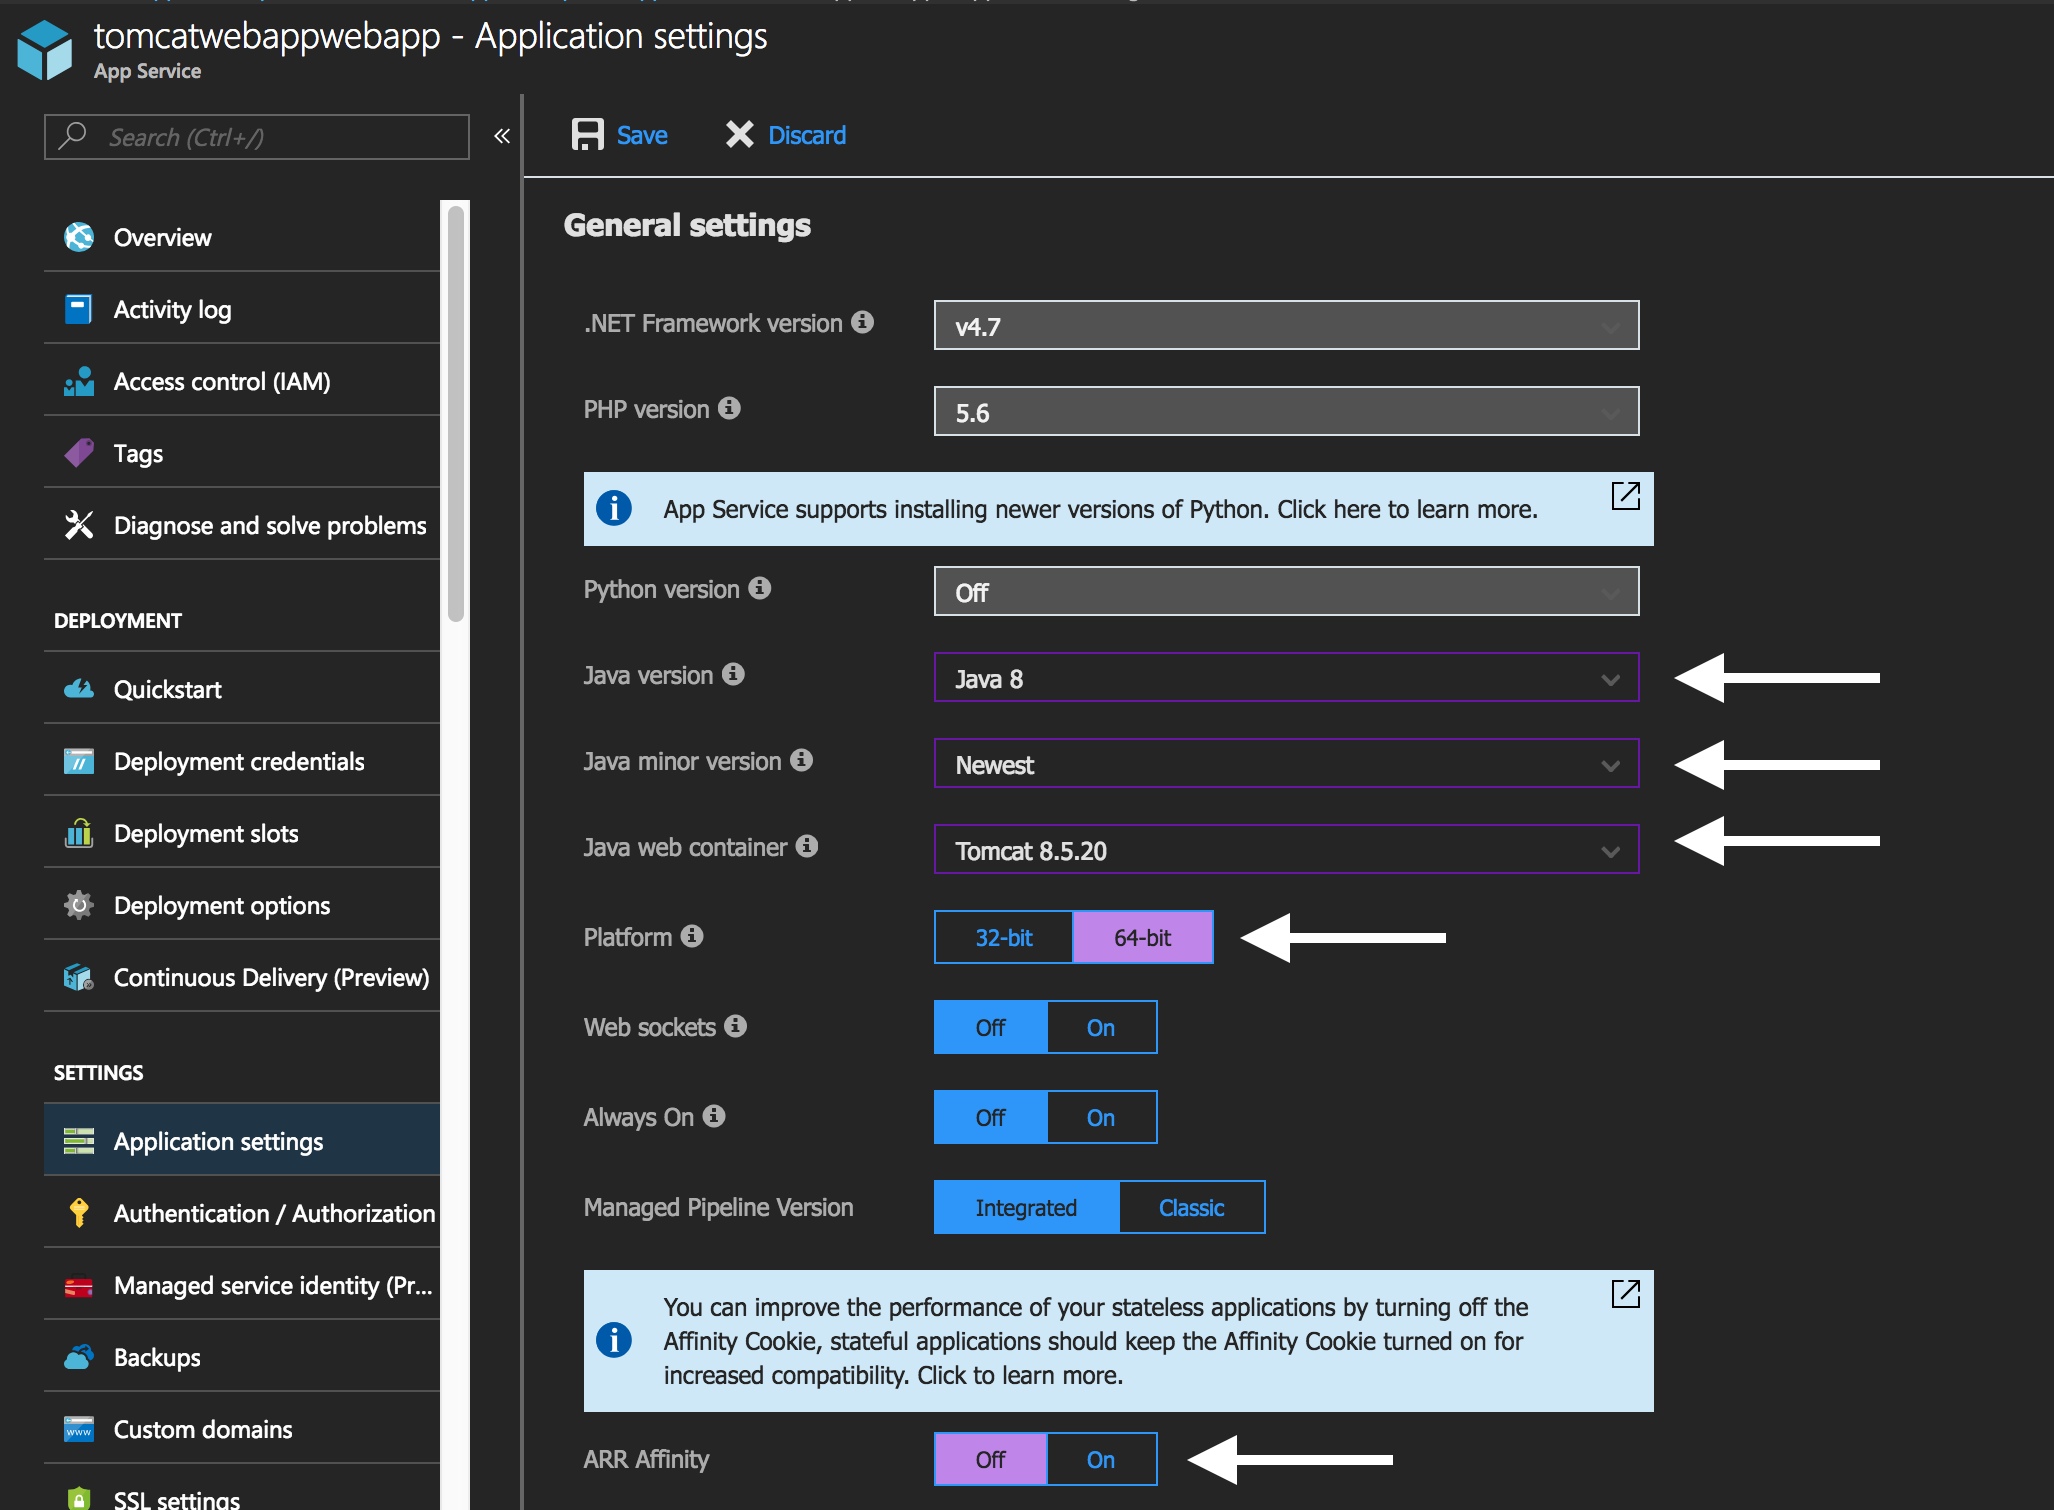 tomcatwebappwebapp - Application settings
App Service
Search (Ctrl+/)
«
Overview
Activity log
Access control (IAM)
Tags
Diagnose and solve problems
DEPLOYMENT
Quickstart
Deployment credentials
Deployment slots
Deployment options
Continuous Delivery (Preview)
SETTINGS
Application settings
Authentication / Authorization
Managed service identity (Pr...
Backups
Custom domains
SSL settings
Save Discard
General settings
.NET Framework version v4.7
PHP version 5.6
App Service supports installing newer versions of Python. Click here to learn more.
Python version Off
Java version Java 8
Java minor version Newest
Java web container Tomcat 8.5.20
Platform 32-bit 64-bit
Web sockets Off On
Always On Off On
Managed Pipeline Version Integrated Classic
You can improve the performance of your stateless applications by turning off the
Affinity Cookie, stateful applications should keep the Affinity Cookie turned on for
increased compatibility. Click to learn more.
ARR Affinity Off On